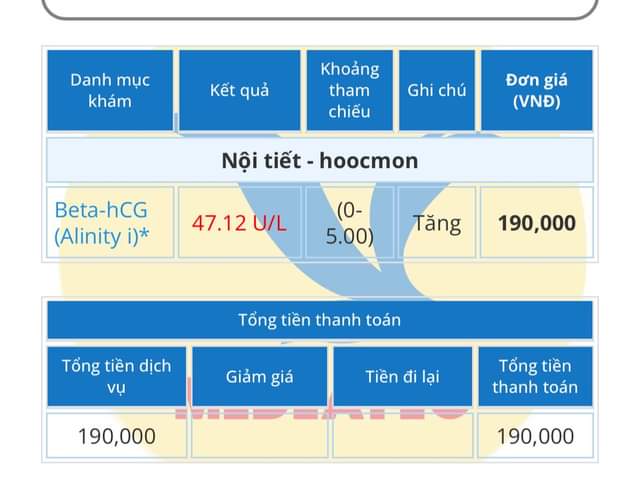 Danh mục khám
Kết quả
Khoảng tham chiếu
Ghi chú
Đơn giá (VNĐ)
Nội tiết - hoocmon
Beta-hCG (Alinity i)*
47.12 U/L
(0-5.00)
Tăng
190,000
Tổng tiền thanh toán
Tổng tiền dịch vụ
Giảm giá
Tiền đi lại
Tổng tiền thanh toán
190,000
190,000